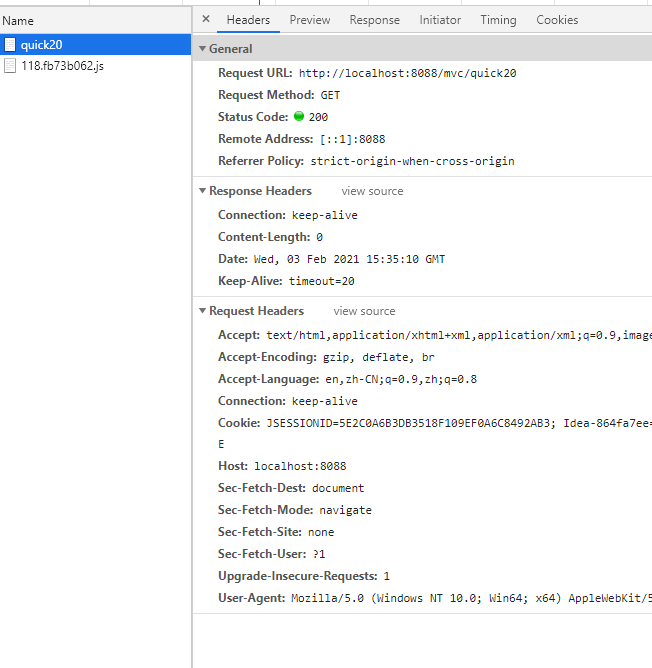 Name
quick20
118.fb73b062.js
× Headers Preview Response Initiator Timing Cookies
▼ General
Request URL: http://localhost:8088/mvc/quick20
Request Method: GET
Status Code: 200
Remote Address: [::1]:8088
Referrer Policy: strict-origin-when-cross-origin
▼ Response Headers view source
Connection: keep-alive
Content-Length: 0
Date: Wed, 03 Feb 2021 15:35:10 GMT
Keep-Alive: timeout=20
▼ Request Headers view source
Accept: text/html,application/xhtml+xml,application/xml;q=0.9,image
Accept-Encoding: gzip, deflate, br
Accept-Language: en,zh-CN;q=0.9,zh;q=0.8
Connection: keep-alive
Cookie: JSESSIONID=5E2C0A6B3DB3518F109EF0A6C8492AB3; Idea-864fa7ee=
E
Host: localhost:8088
Sec-Fetch-Dest: document
Sec-Fetch-Mode: navigate
Sec-Fetch-Site: none
Sec-Fetch-User: ?1
Upgrade-Insecure-Requests: 1
User-Agent: Mozilla/5.0 (Windows NT 10.0; Win64; x64) AppleWebKit/5